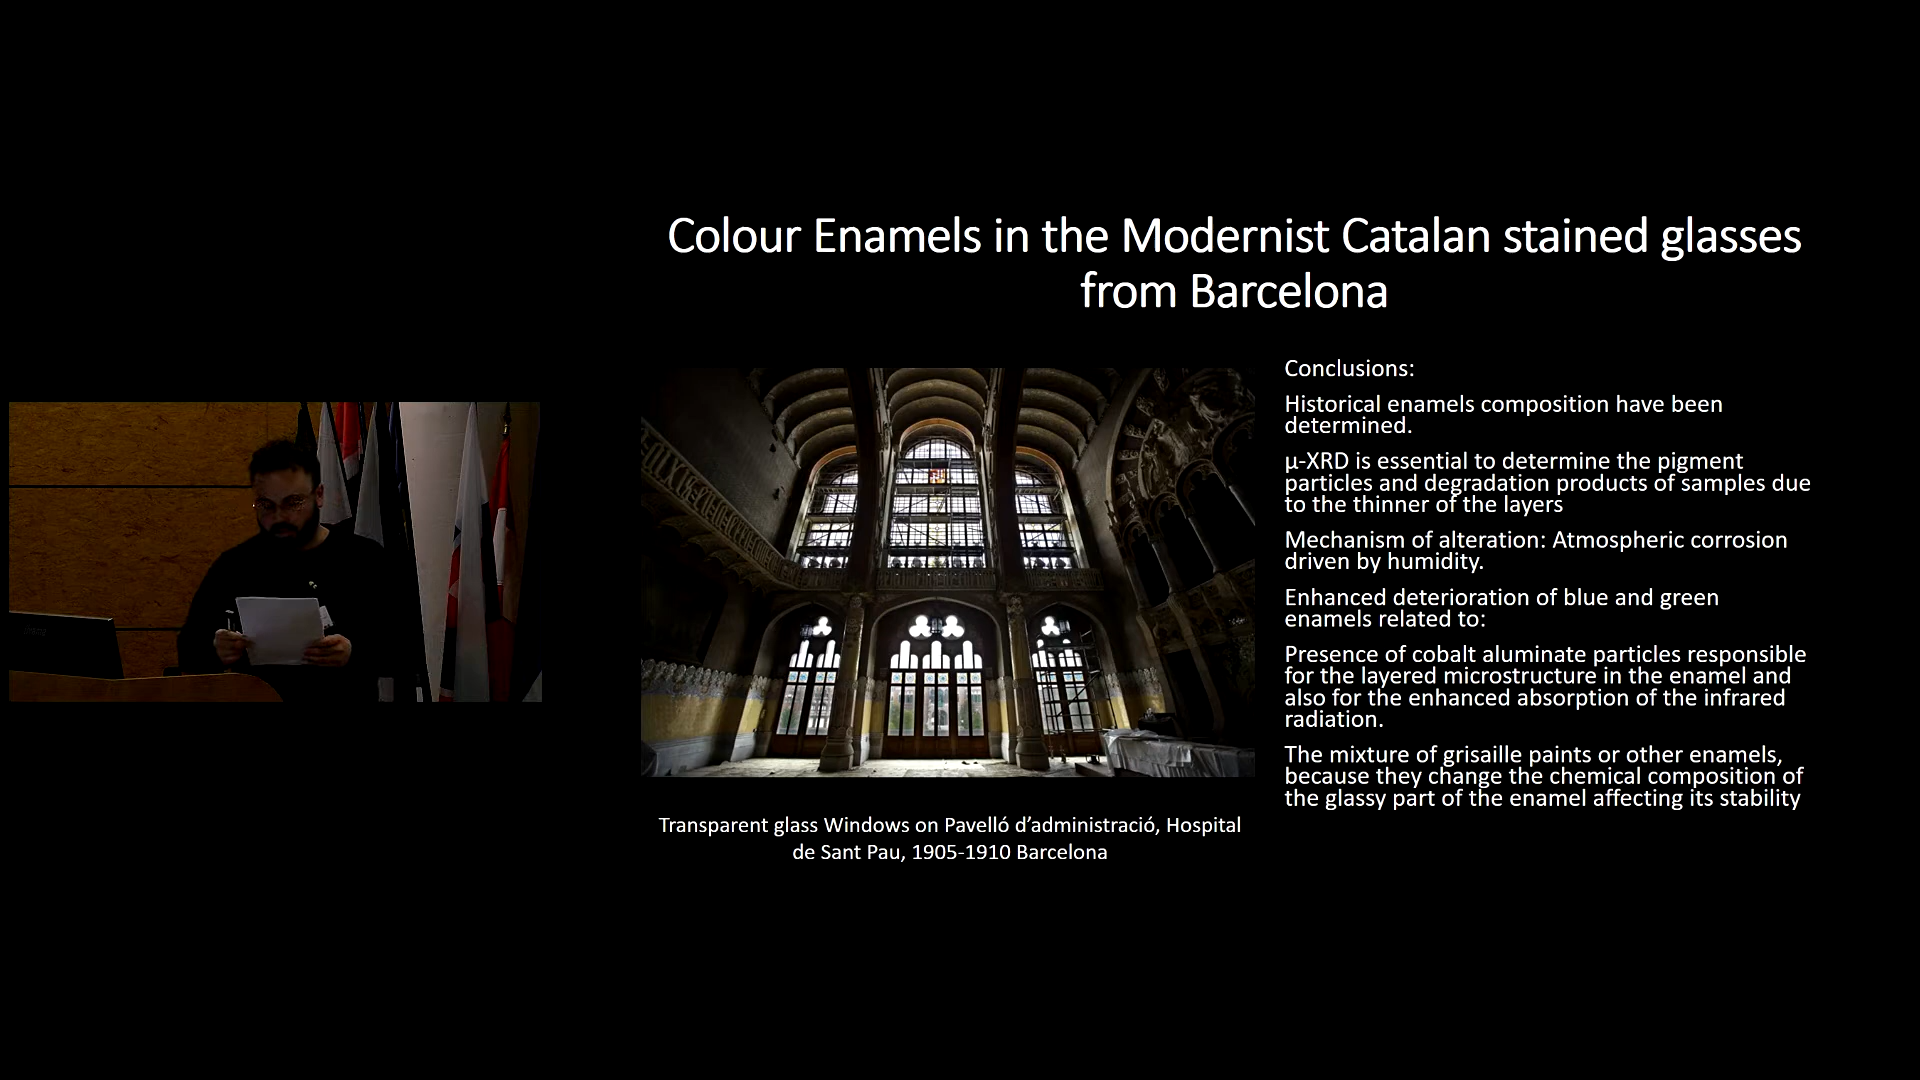 Colour Enamels in the Modernist Catalan stained glasses
from Barcelona
Conclusions:
Historical enamels composition have been
determined.
µ-XRD is essential to determine the pigment
particles and degradation products of samples due
to the thinner of the layers
Mechanism of alteration: Atmospheric corrosion
driven by humidity.
Enhanced deterioration of blue and green
enamels related to:
Presence of cobalt aluminate particles responsible
for the layered microstructure in the enamel and
also for the enhanced absorption of the infrared
radiation.
The mixture of grisaille paints or other enamels,
because they change the chemical composition of
the glassy part of the enamel affecting its stability
Transparent glass Windows on Pavelló d’administració, Hospital
de Sant Pau, 1905-1910 Barcelona